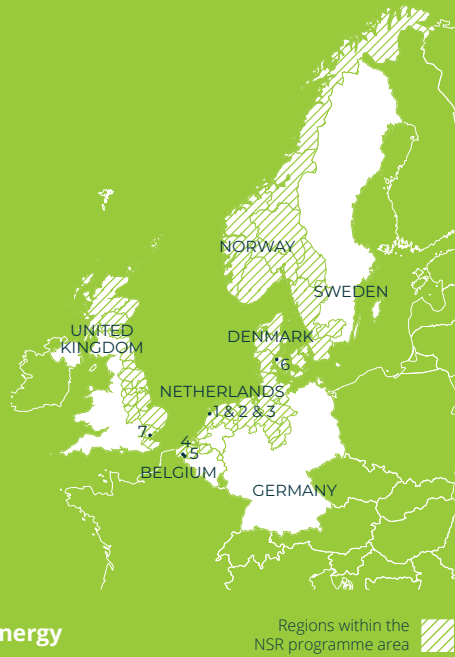 NORWAY
SWEDEN
UNITED
KINGDOM
DENMARK
6
NETHERLANDS
1 & 2 & 3
7
4
5
BELGIUM
GERMANY
nergy
Regions within the
NSR programme area